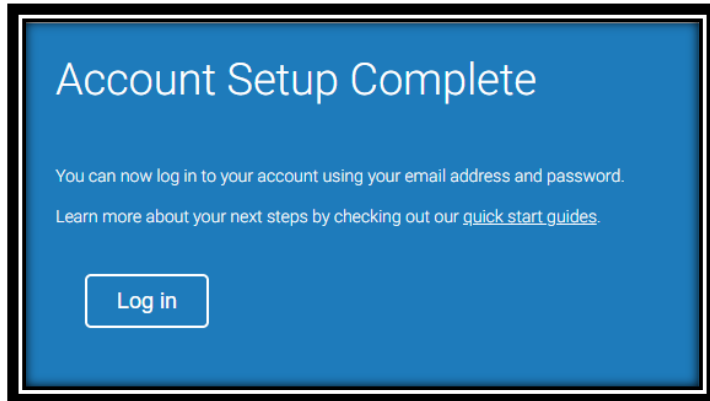 Account Setup Complete
You can now log in to your account using your email address and password.
Learn more about your next steps by checking out our quick start guides.
Log in